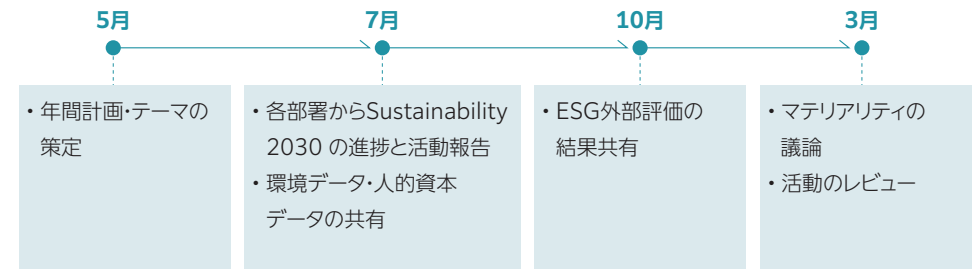 5月
7月
10月
3月
・年間計画・テーマの
策定
・各部署からSustainability
2030 の進捗と活動報告
・環境データ・人的資本
データの共有
・ESG外部評価の
結果共有
・マテリアリティの
議論
・活動のレビュー